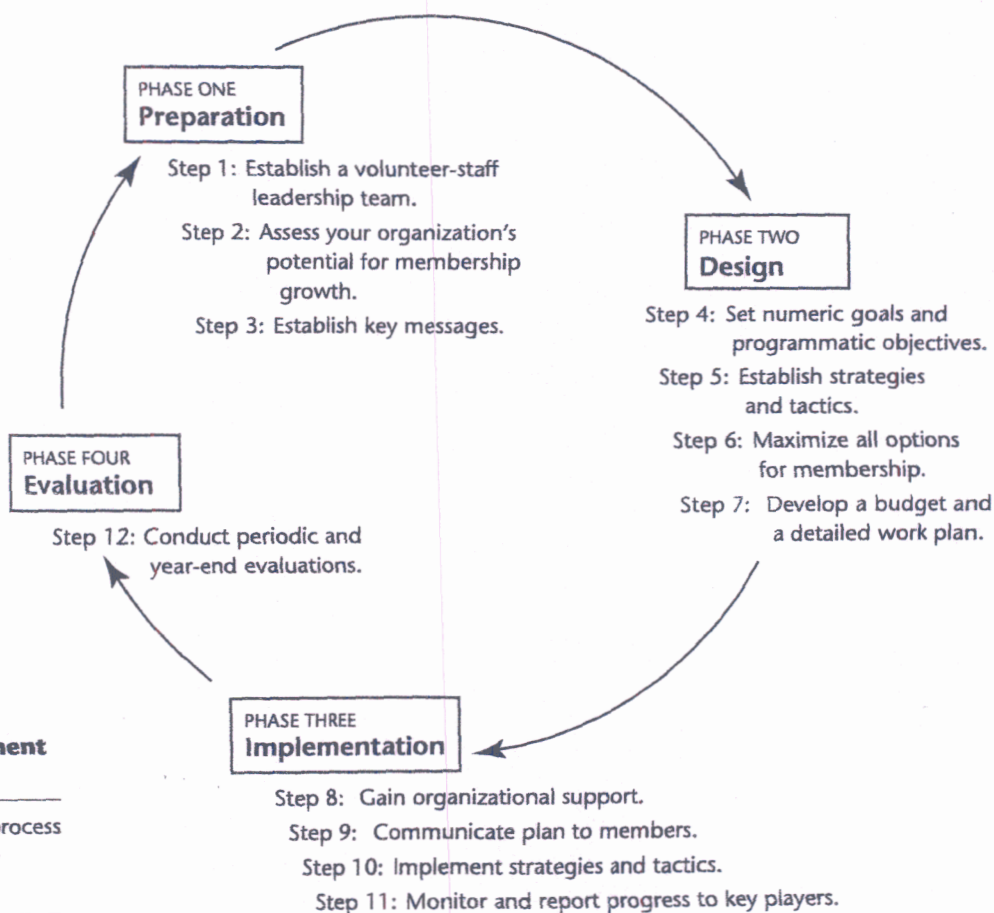 PHASE ONE
Preparation
Step 1: Establish a volunteer-staff
leadership team.
Step 2: Assess your organization's
potential for membership
growth.
Step 3: Establish key messages.
PHASE TWO
Design
Step 4: Set numeric goals and
programmatic objectives.
Step 5: Establish strategies
and tactics.
Step 6: Maximize all options
for membership.
Step 7: Develop a budget and
a detailed work plan.
PHASE THREE
Implementation
Step 8: Gain organizational support.
Step 9: Communicate plan to members.
Step 10: Implement strategies and tactics.
Step 11: Monitor and report progress to key players.
PHASE FOUR
Evaluation
Step 12: Conduct periodic and
year-end evaluations.